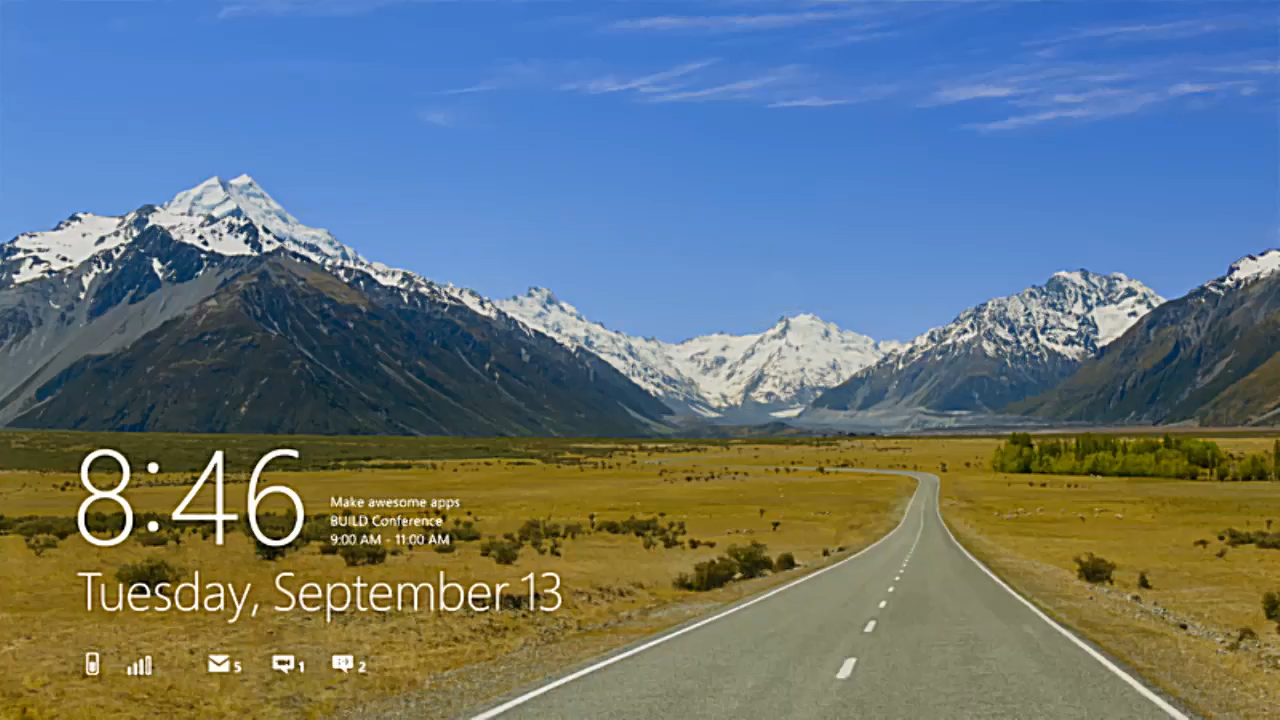 8:46
Make awesome apps
BUILD Conference
9:00 AM - 11:00 AM
Tuesday, September 13
5
1
2